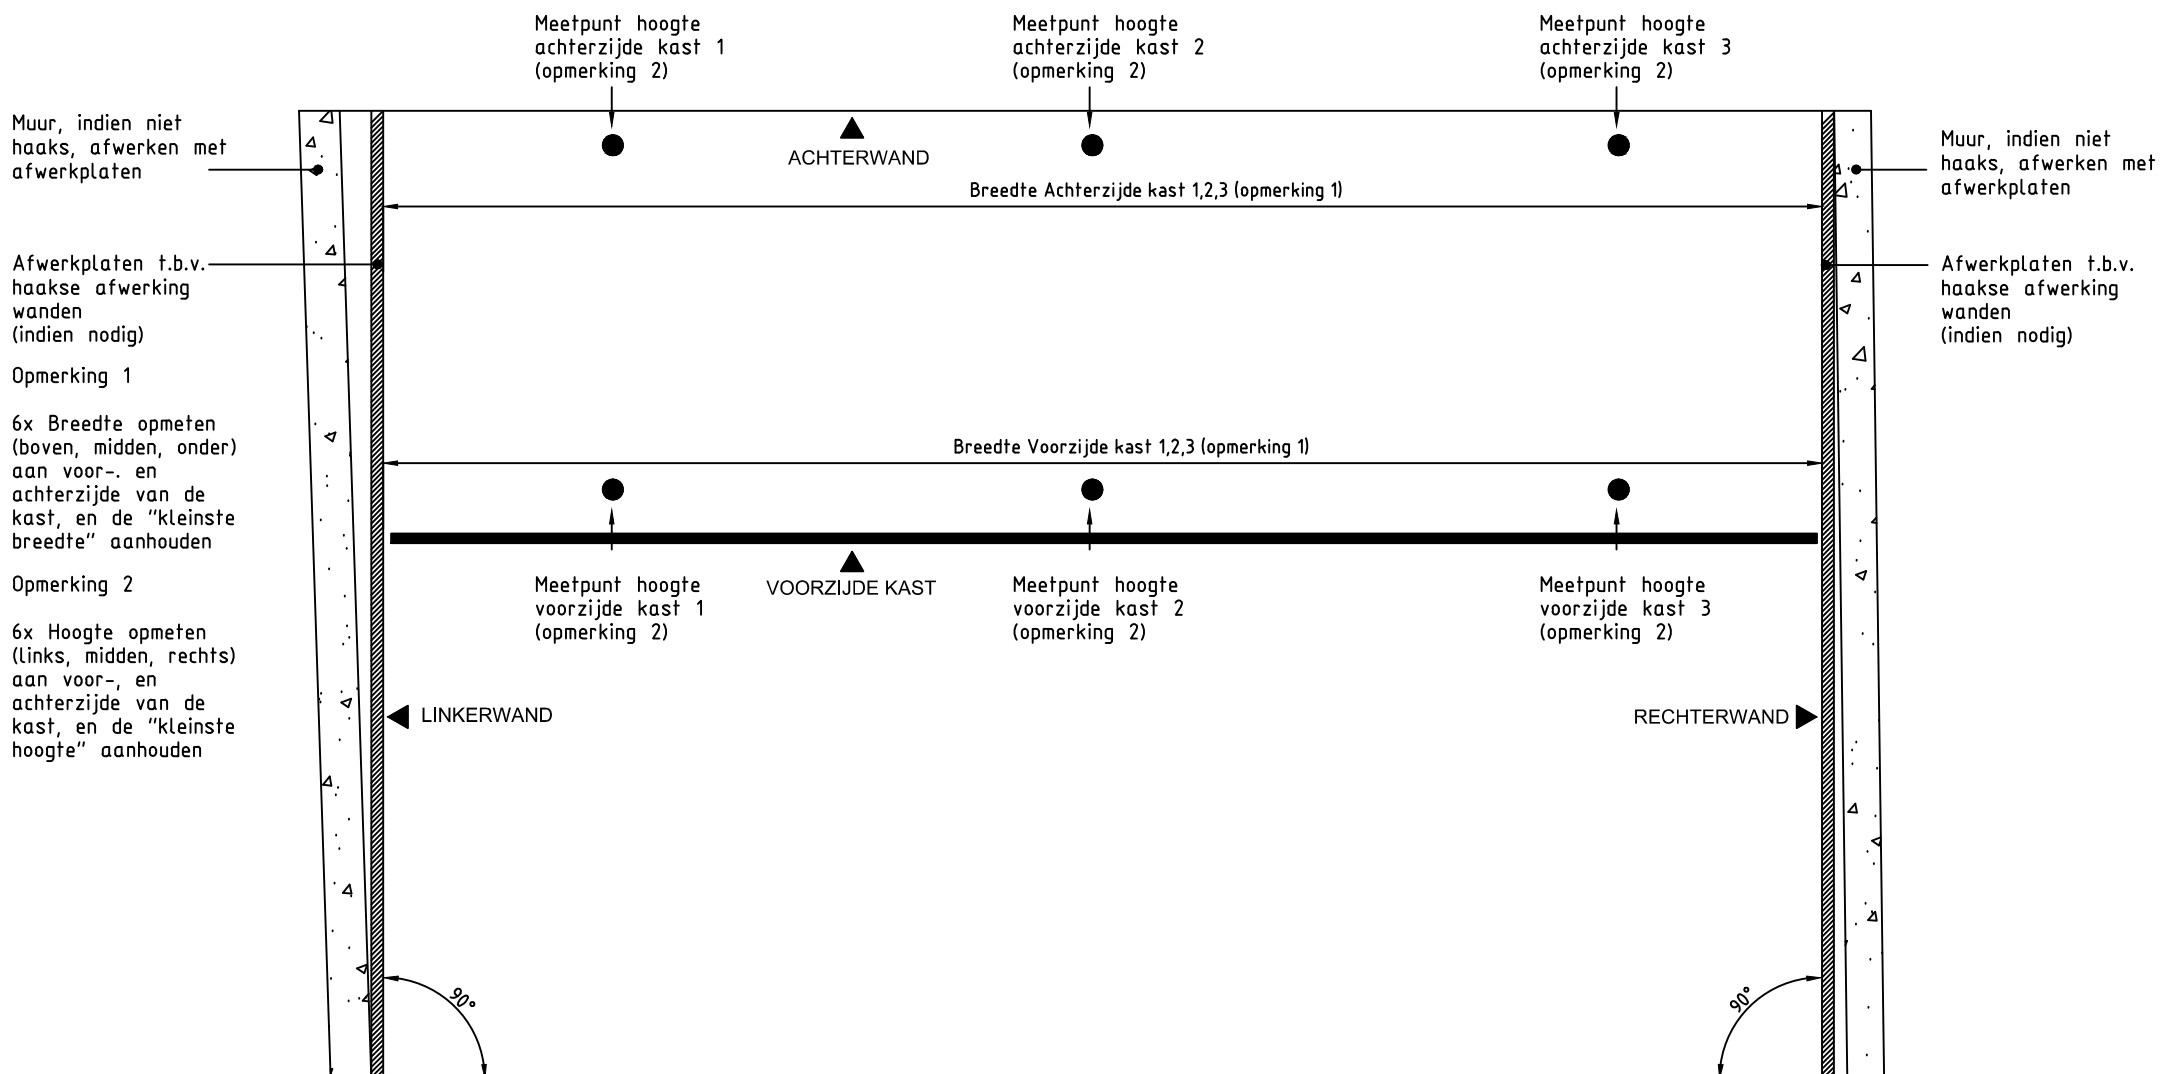 Meetpunt hoogte
achterzijde kast 1
(opmerking 2)
Meetpunt hoogte
achterzijde kast 2
(opmerking 2)
Meetpunt hoogte
achterzijde kast 3
(opmerking 2)
Muur, indien niet
haaks, afwerken met
afwerkplaten
ACHTERWAND
Muur, indien niet
haaks, afwerken met
afwerkplaten
Breedte Achterzijde kast 1,2,3 (opmerking 1)
Afwerkplaten t.b.v.
haakse afwerking
wanden
(indien nodig)
Afwerkplaten t.b.v.
haakse afwerking
wanden
(indien nodig)
Opmerking 1
6x Breedte opmeten
(boven, midden, onder)
aan voor-. en
achterzijde van de
kast, en de "kleinste
breedte" aanhouden
Breedte Voorzijde kast 1,2,3 (opmerking 1)
Meetpunt hoogte
voorzijde kast 1
(opmerking 2)
VOORZIJDE KAST
Meetpunt hoogte
voorzijde kast 2
(opmerking 2)
Meetpunt hoogte
voorzijde kast 3
(opmerking 2)
Opmerking 2
6x Hoogte opmeten
(links, midden, rechts)
aan voor-, en
achterzijde van de
kast, en de "kleinste
hoogte" aanhouden
LINKERWAND
RECHTERWAND
90°
90°